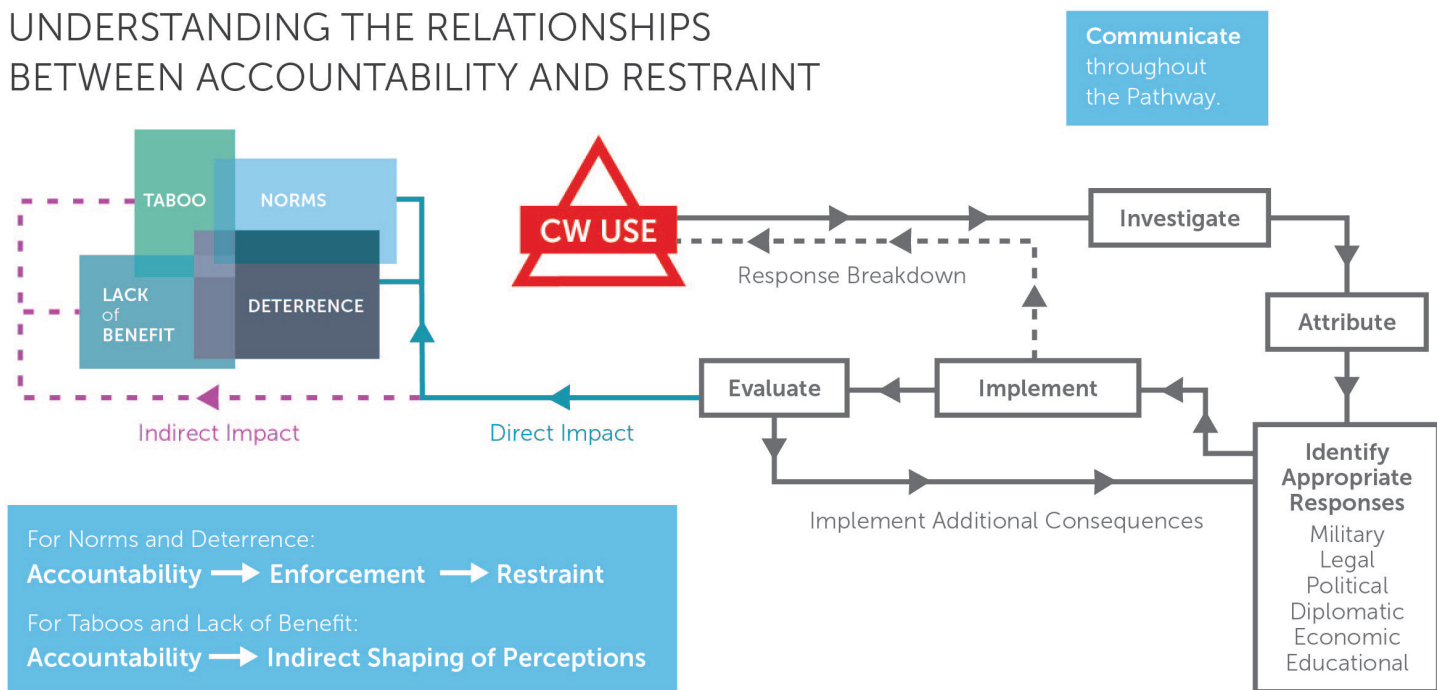 UNDERSTANDING THE RELATIONSHIPS
BETWEEN ACCOUNTABILITY AND RESTRAINT
Communicate
throughout
the Pathway.
TABOO
NORMS
LACK
of
BENEFIT
DETERRENCE
CW USE
Response Breakdown
Investigate
Attribute
Evaluate
Implement
Indirect Impact
Direct Impact
Implement Additional Consequences
Identify
Appropriate
Responses
Military
Legal
Political
Diplomatic
Economic
Educational
For Norms and Deterrence:
Accountability → Enforcement → Restraint
For Taboos and Lack of Benefit:
Accountability → Indirect Shaping of Perceptions